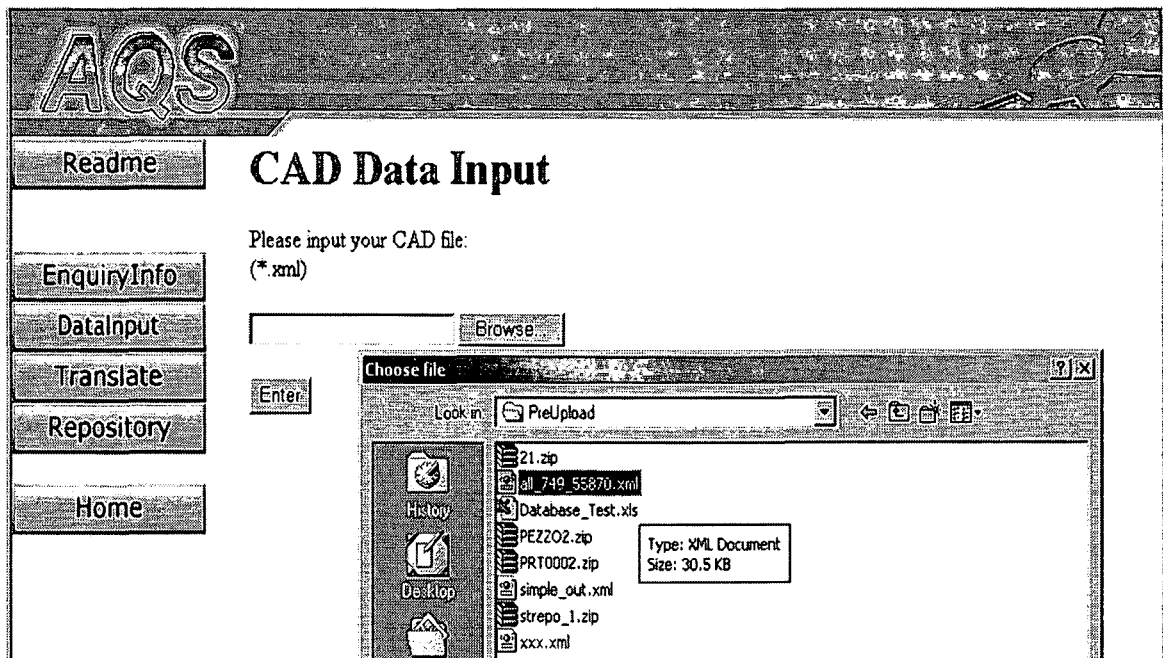 AQS
Readme
CAD Data Input
Please input your CAD file:
(*.xml)
EnquiryInfo
DataInput
Browse...
Translate
Choose file
Enter
Look in:
PreUpload
Repository
21.zip
all_749_55870.xml
History
Database_Test.xls
Home
PEZZO2.zip
Type: XML Document
PRT0002.zip
Size: 30.5 KB
Desktop
simple_out.xml
strepo_1.zip
xxx.xml